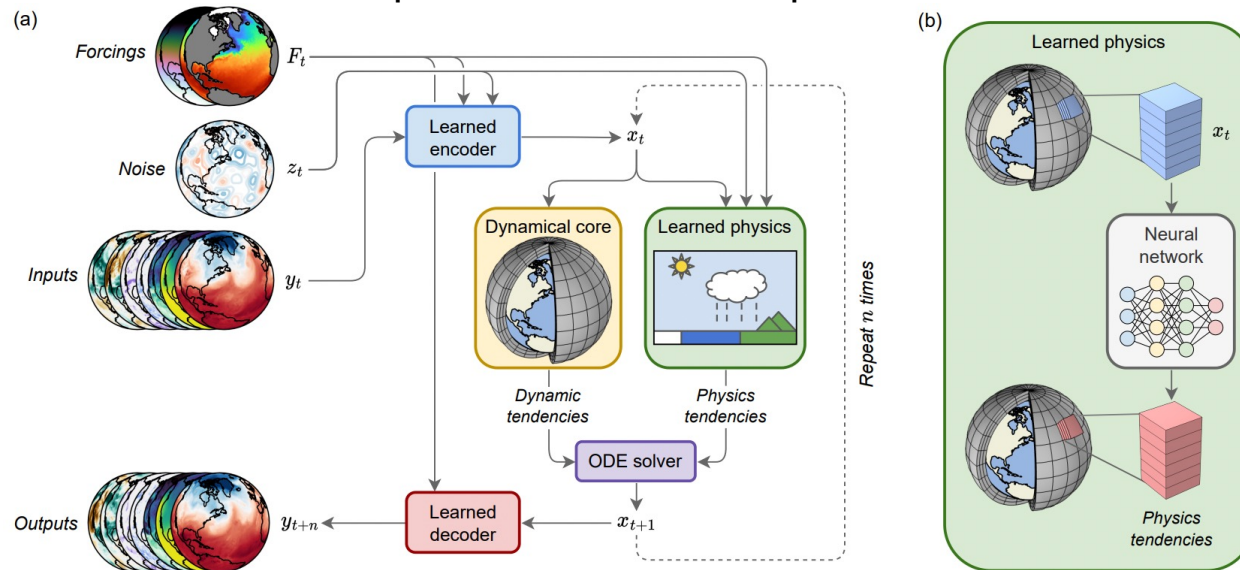 (a)
Forcings
F_t
Noise
z_t
Inputs
y_t
Learned
encoder
x_t
Dynamical core
Learned physics
Dynamic
tendencies
Physics
tendencies
Repeat n times
ODE solver
Outputs
y_{t+n}
Learned
decoder
x_{t+1}
(b)
Learned physics
x_t
Neural
network
Physics
tendencies